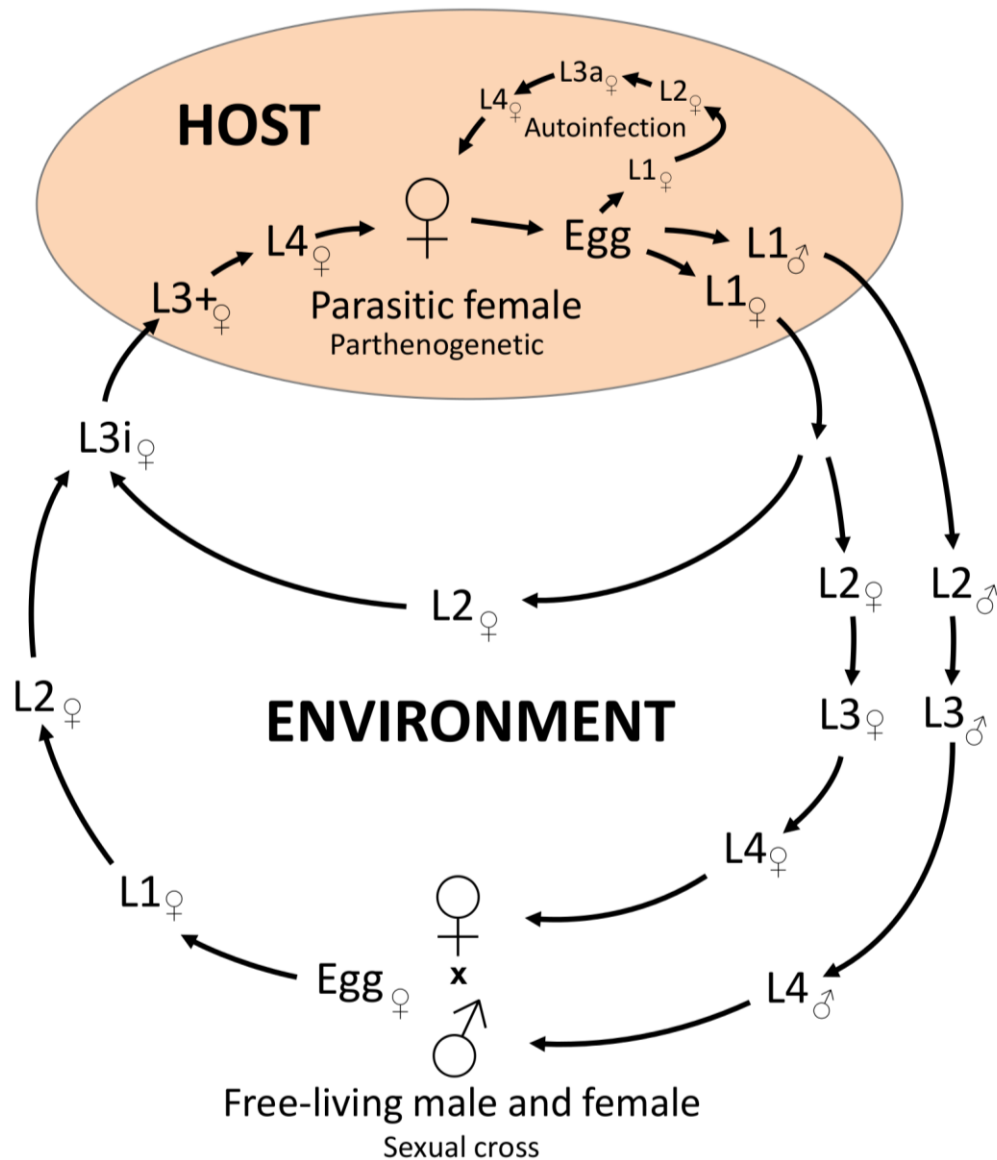 HOST
L3a♀
L2♀
L4♀
Autoinfection
L1♀
Egg
L1♂
L1♀
L4♀
L3+♀
Parasitic female
Parthenogenetic
L3i♀
L2♀
L2♀
L2♂
L2♀
ENVIRONMENT
L3♀
L3♂
L4♀
L1♀
♀
x
♂
Egg♀
L4♂
Free-living male and female
Sexual cross